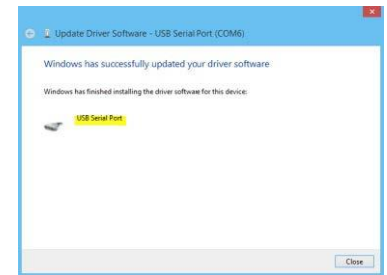 Update Driver Software - USB Serial Port (COM6)
Windows has successfully updated your driver software
Windows has finished installing the driver software for this device:
USB Serial Port
Close